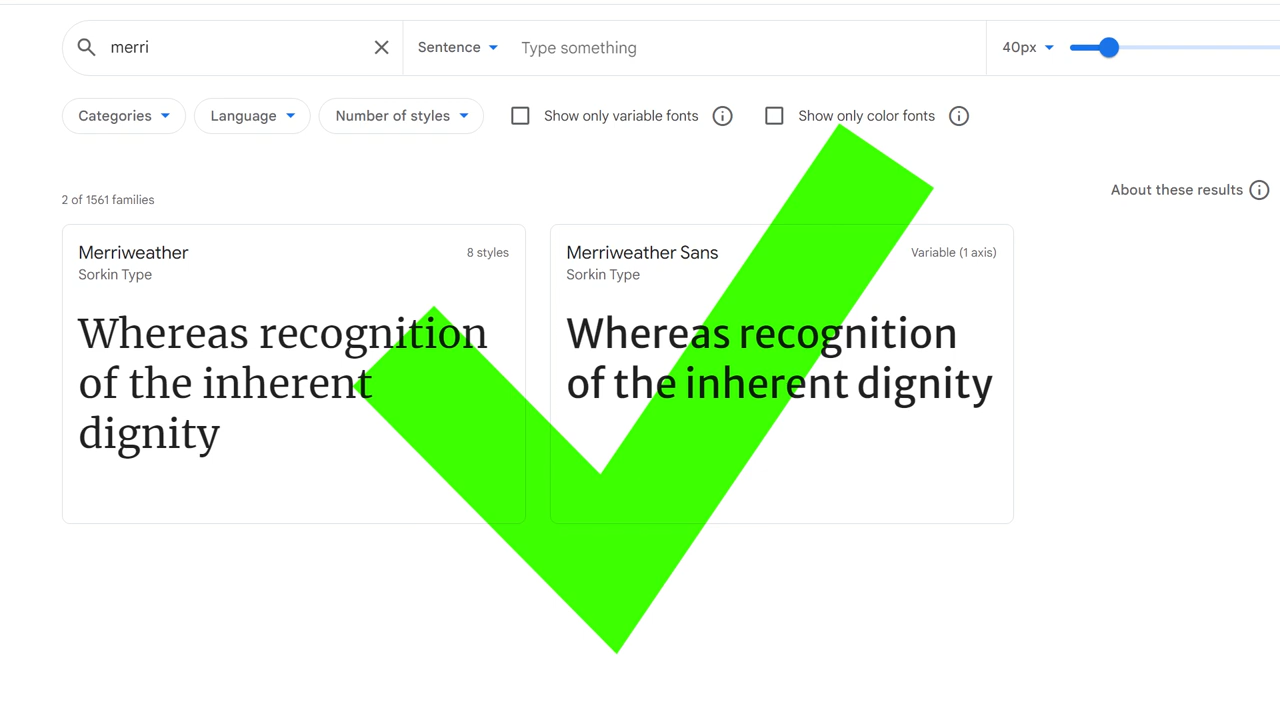 merri
Sentence
Type something
40px
Categories
Language
Number of styles
Show only variable fonts
Show only color fonts
2 of 1561 families
About these results
Merriweather
8 styles
Sorkin Type
Whereas recognition
of the inherent
dignity
Merriweather Sans
Variable (1 axis)
Sorkin Type
Whereas recognition
of the inherent dignity